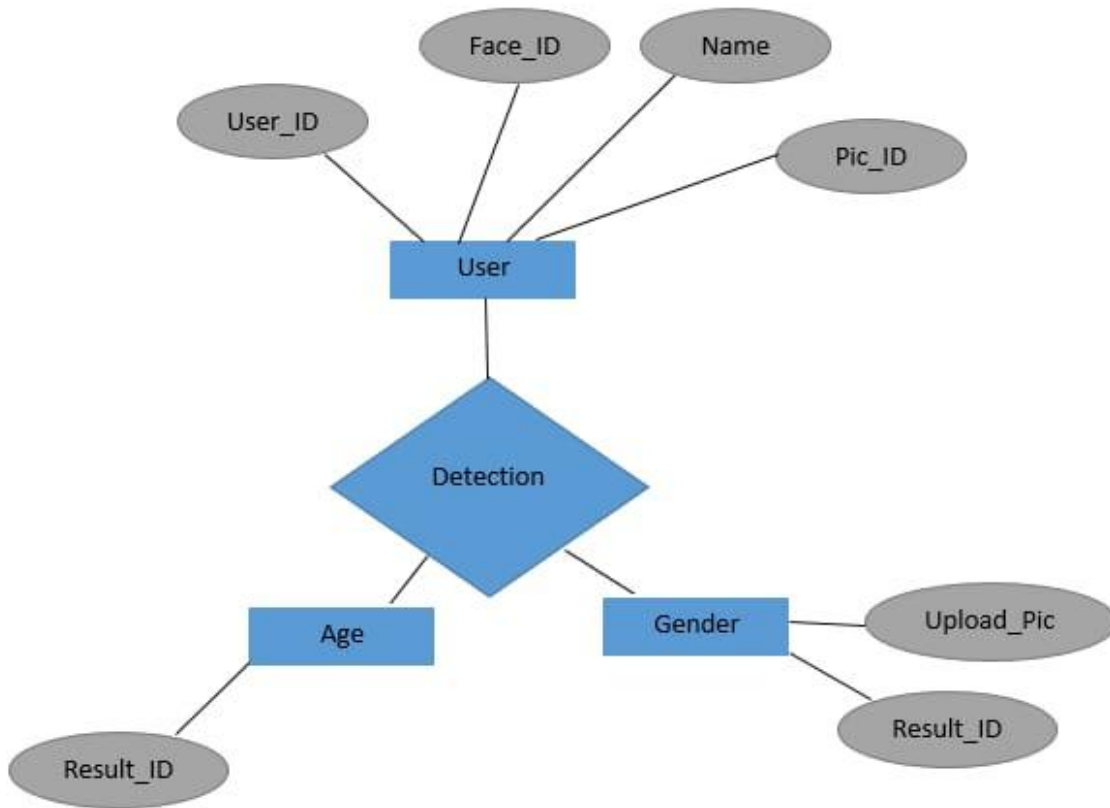 Face_ID
Name
User_ID
Pic_ID
User
Detection
Age
Gender
Upload_Pic
Result_ID
Result_ID